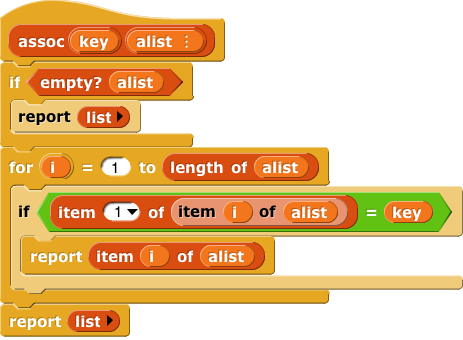 assoc key alist ⋮
if empty? alist
report list
for i = 1 to length of alist
if item 1 of item i of alist = key
report item i of alist
report list